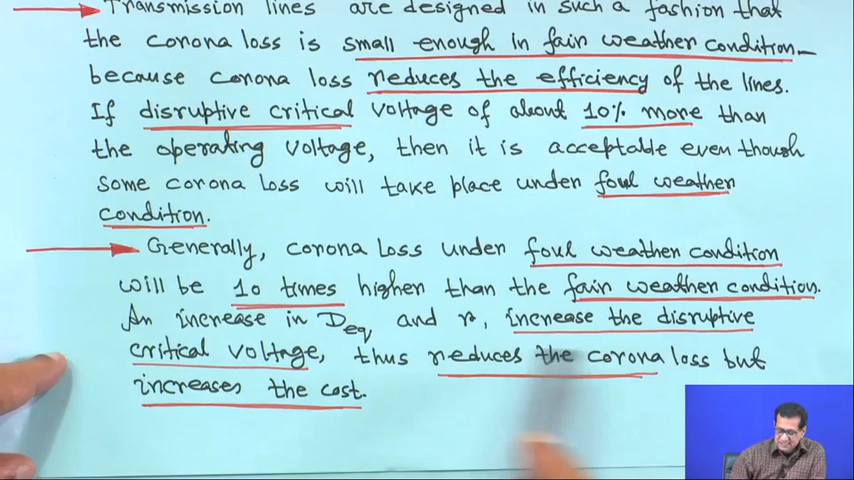 Transmission lines are designed in such a fashion that
the corona loss is small enough in fair weather condition-
because corona loss reduces the efficiency of the lines.
If disruptive critical voltage of about 10% more than
the operating voltage, then it is acceptable even though
some corona loss will take place under foul weather
condition.
Generally, corona loss under foul weather condition
will be 10 times higher than the fair weather condition.
An increase in Deq and r, increase the disruptive
critical voltage, thus reduces the corona loss but
increases the cost.